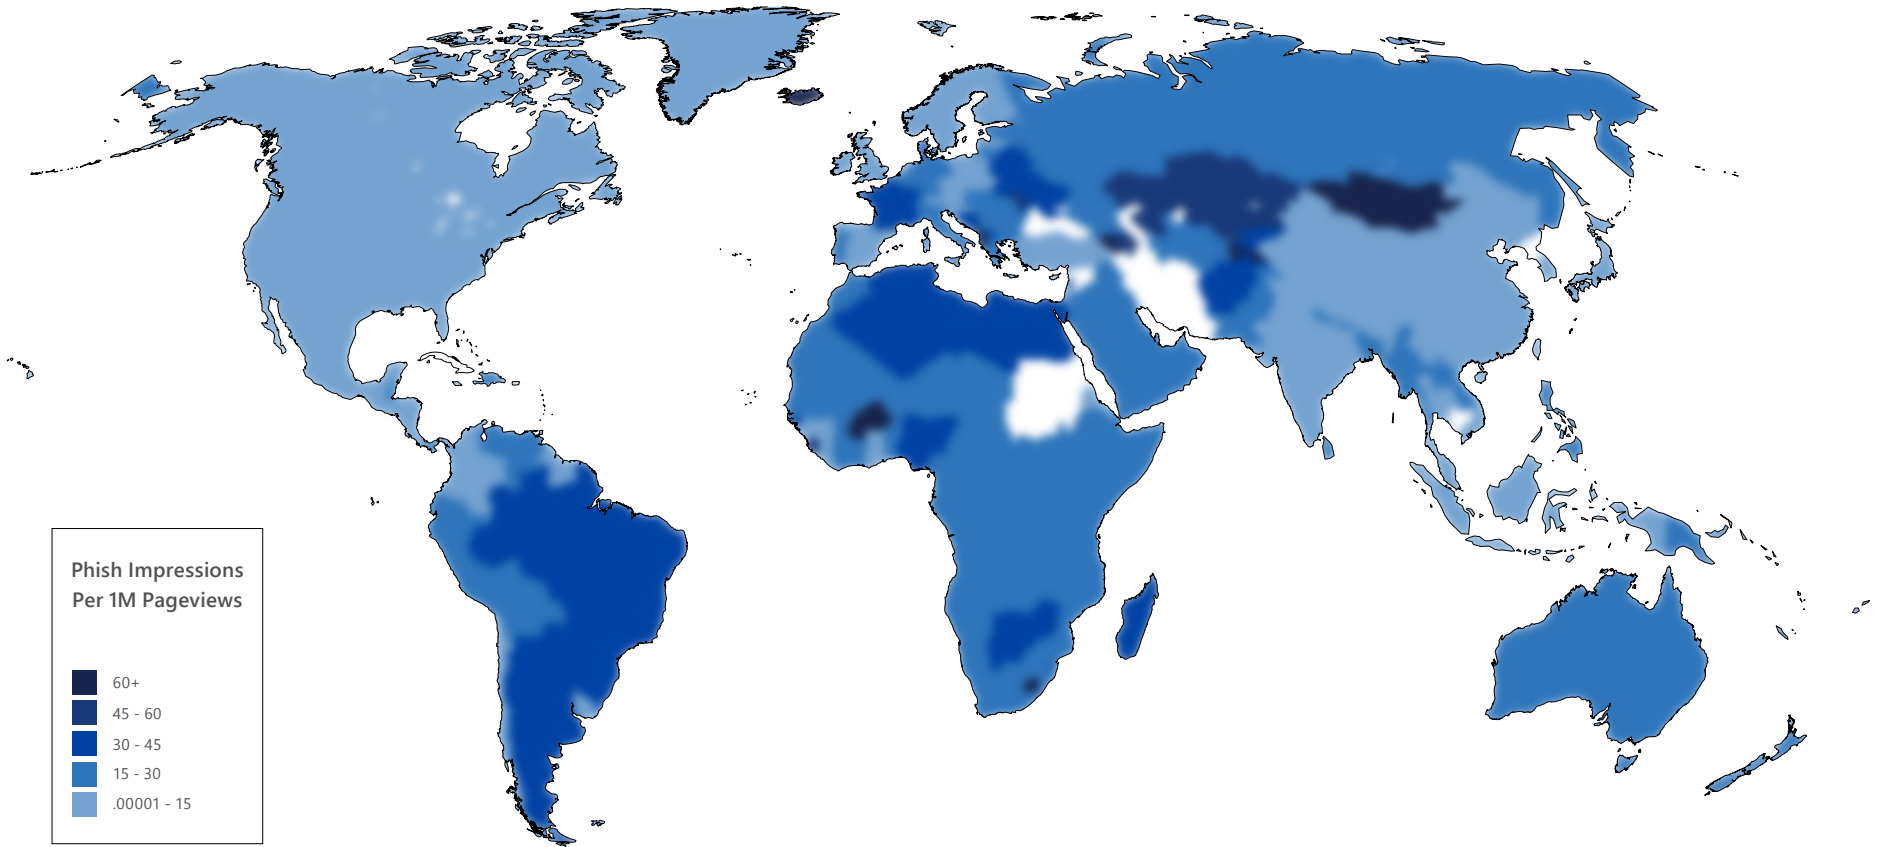 Phish Impressions
Per 1M Pageviews
60+
45 - 60
30 - 45
15 - 30
.00001 - 15